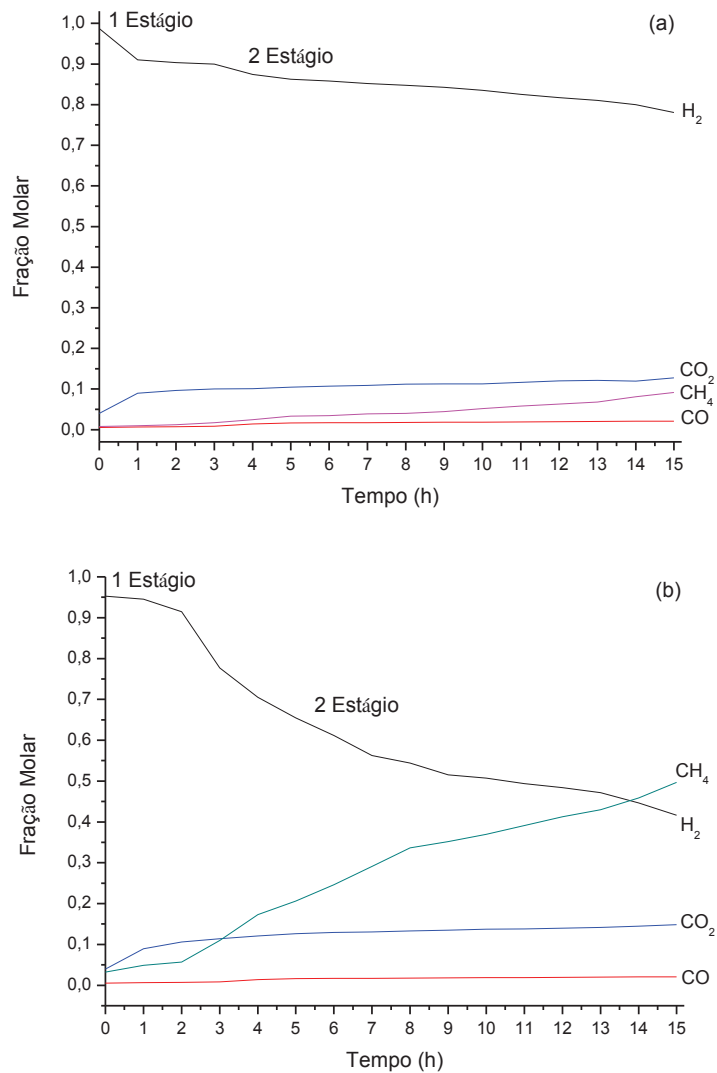 (a)
1 Estágio
2 Estágio
Fração Molar
1,0
0,9
0,8
0,7
0,6
0,5
0,4
0,3
0,2
0,1
0,0
H2
CO2
CH4
CO
0 1 2 3 4 5 6 7 8 9 10 11 12 13 14 15
Tempo (h)
(b)
1 Estágio
2 Estágio
Fração Molar
1,0
0,9
0,8
0,7
0,6
0,5
0,4
0,3
0,2
0,1
0,0
CH4
H2
CO2
CO
0 1 2 3 4 5 6 7 8 9 10 11 12 13 14 15
Tempo (h)